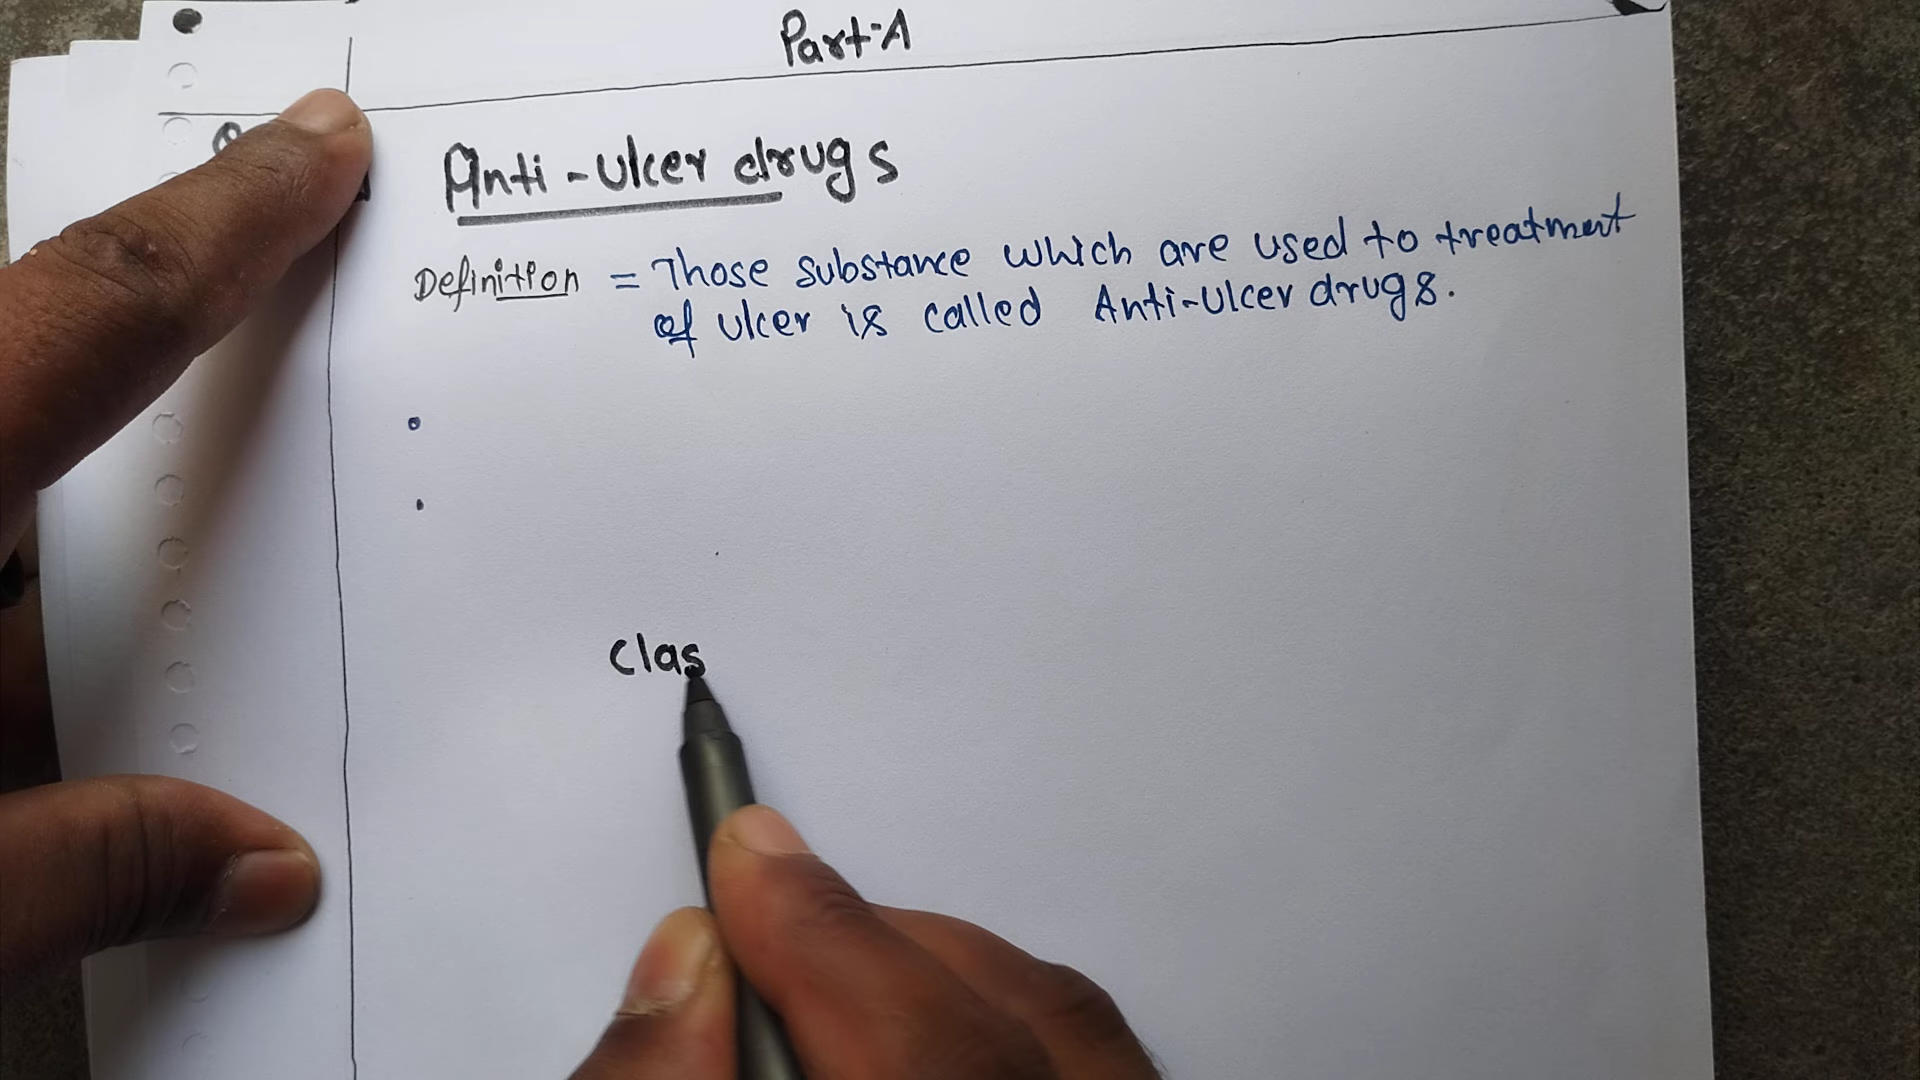 Part-A
Anti-ulcer drugs
Definition = Those substance which are used to treatment
of ulcer is called Anti-ulcer drugs.
Clas